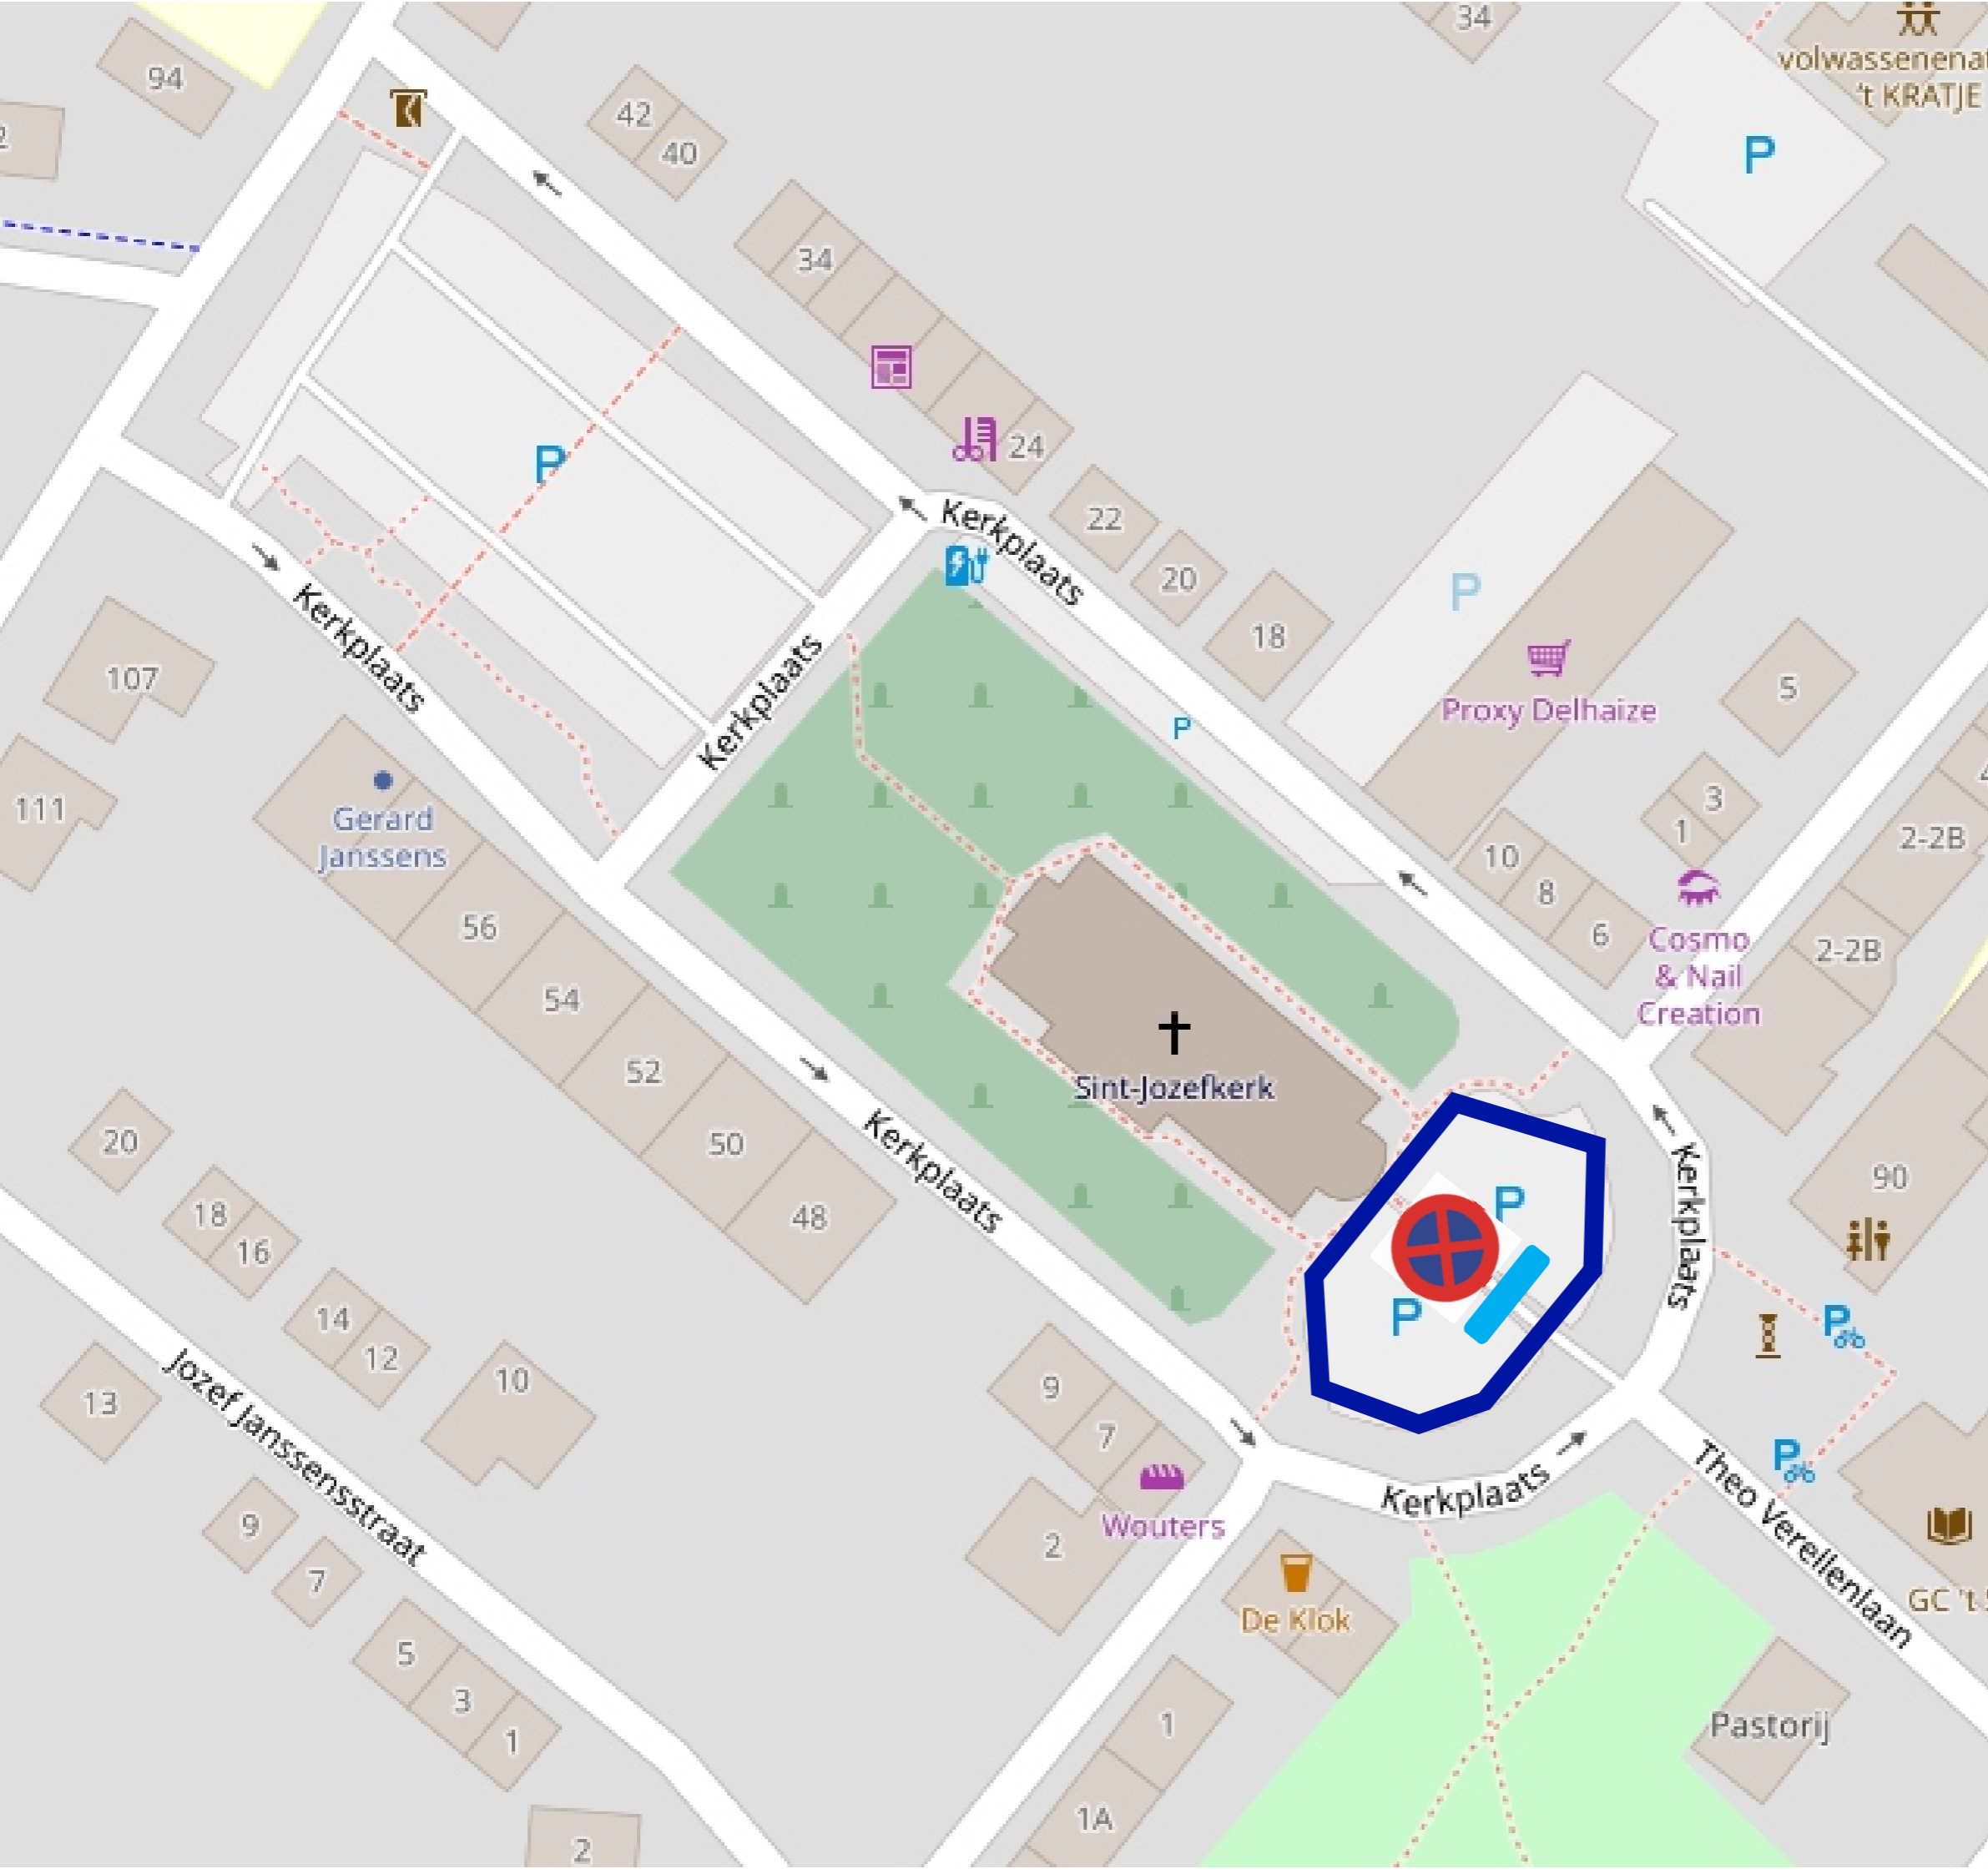 34
volwassenena
't KRATJE
94
42
40
P
2
34
24
P
Kerkplaats
22
20
18
P
Kerkplaats
Kerkplaats
107
P
Proxy Delhaize
5
111
Gerard
Janssens
3
1
10
8
6
2-2B
4
56
Cosmo
& Nail
Creation
2-2B
54
52
50
48
Sint-Jozefkerk
Kerkplaats
20
18
16
P
P
Kerkplaats
90
14
12
10
13
9
7
P
P
Jozef Janssensstraat
Wouters
Kerkplaats
Theo Verellenlaan
9
7
2
De Klok
GC 't
5
3
1
1
Pastorij
1A
2